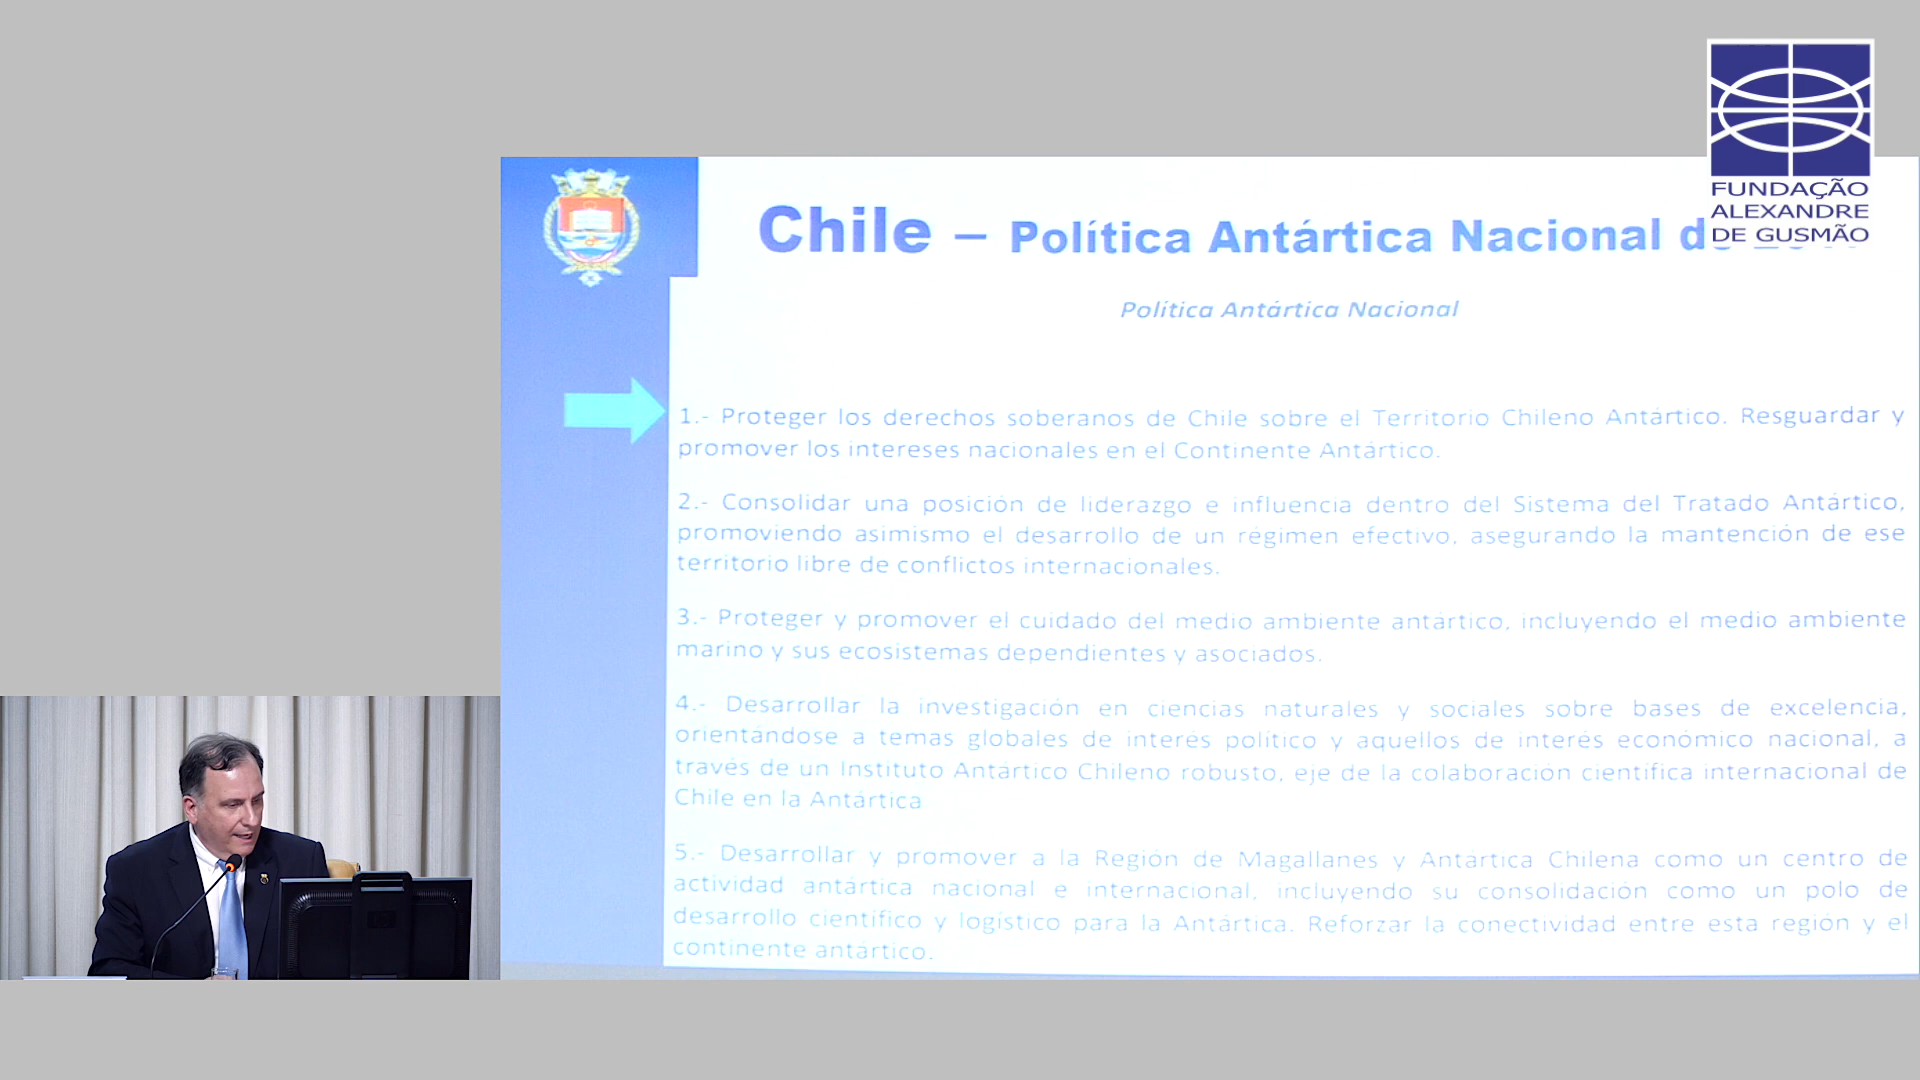 FUNDAÇÃO
ALEXANDRE
DE GUSMÃO
Chile – Política Antártica Nacional
Política Antártica Nacional
1.- Proteger los derechos soberanos de Chile sobre el Territorio Chileno Antártico. Resguardar y
promover los intereses nacionales en el Continente Antártico.
2.- Consolidar una posición de liderazgo e influencia dentro del Sistema del Tratado Antártico,
promoviendo asimismo el desarrollo de un régimen efectivo, asegurando la mantención de ese
territorio libre de conflictos internacionales.
3.- Proteger y promover el cuidado del medio ambiente antártico, incluyendo el medio ambiente
marino y sus ecosistemas dependientes y asociados.
4.- Desarrollar la investigación en ciencias naturales y sociales sobre bases de excelencia,
orientándose a temas globales de interés político y aquellos de interés económico nacional, a
través de un Instituto Antártico Chileno robusto, eje de la colaboración científica internacional de
Chile en la Antártica
5.- Desarrollar y promover a la Región de Magallanes y Antártica Chilena como un centro de
actividad antártica nacional e internacional, incluyendo su consolidación como un polo de
desarrollo científico y logístico para la Antártica. Reforzar la conectividad entre esta región y el
continente antártico.